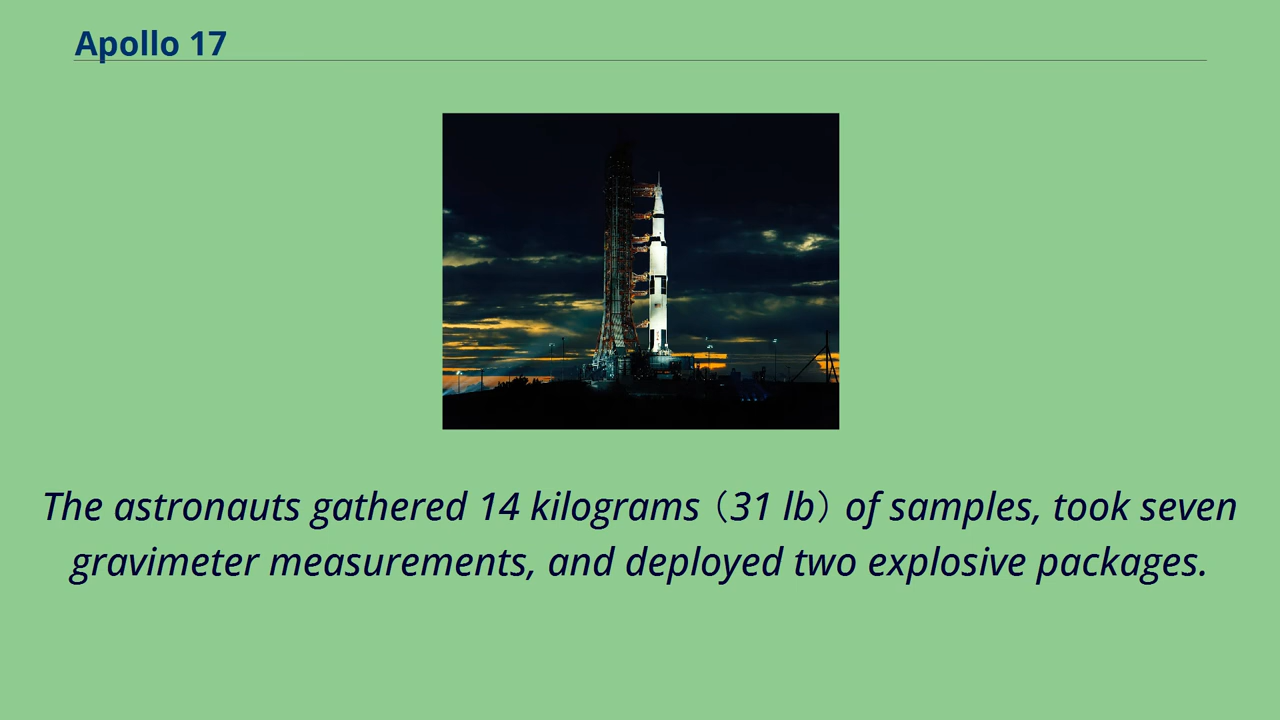 Apollo 17
The astronauts gathered 14 kilograms（31 lb）of samples, took seven
gravimeter measurements, and deployed two explosive packages.